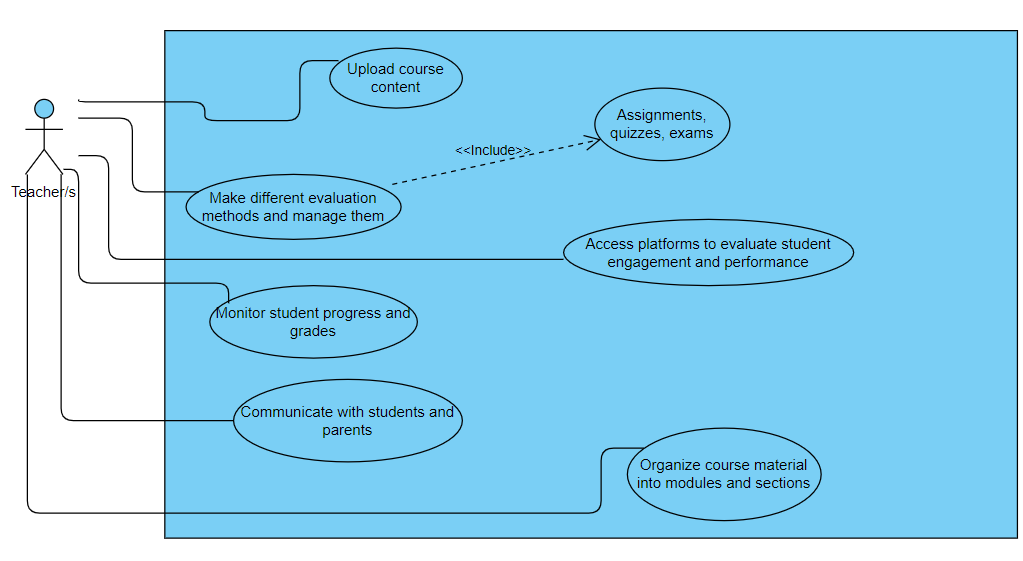 Upload course
content
Assignments,
quizzes, exams
<<Include>>
Teacher/s
Make different evaluation
methods and manage them
Access platforms to evaluate student
engagement and performance
Monitor student progress and
grades
Communicate with students and
parents
Organize course material
into modules and sections